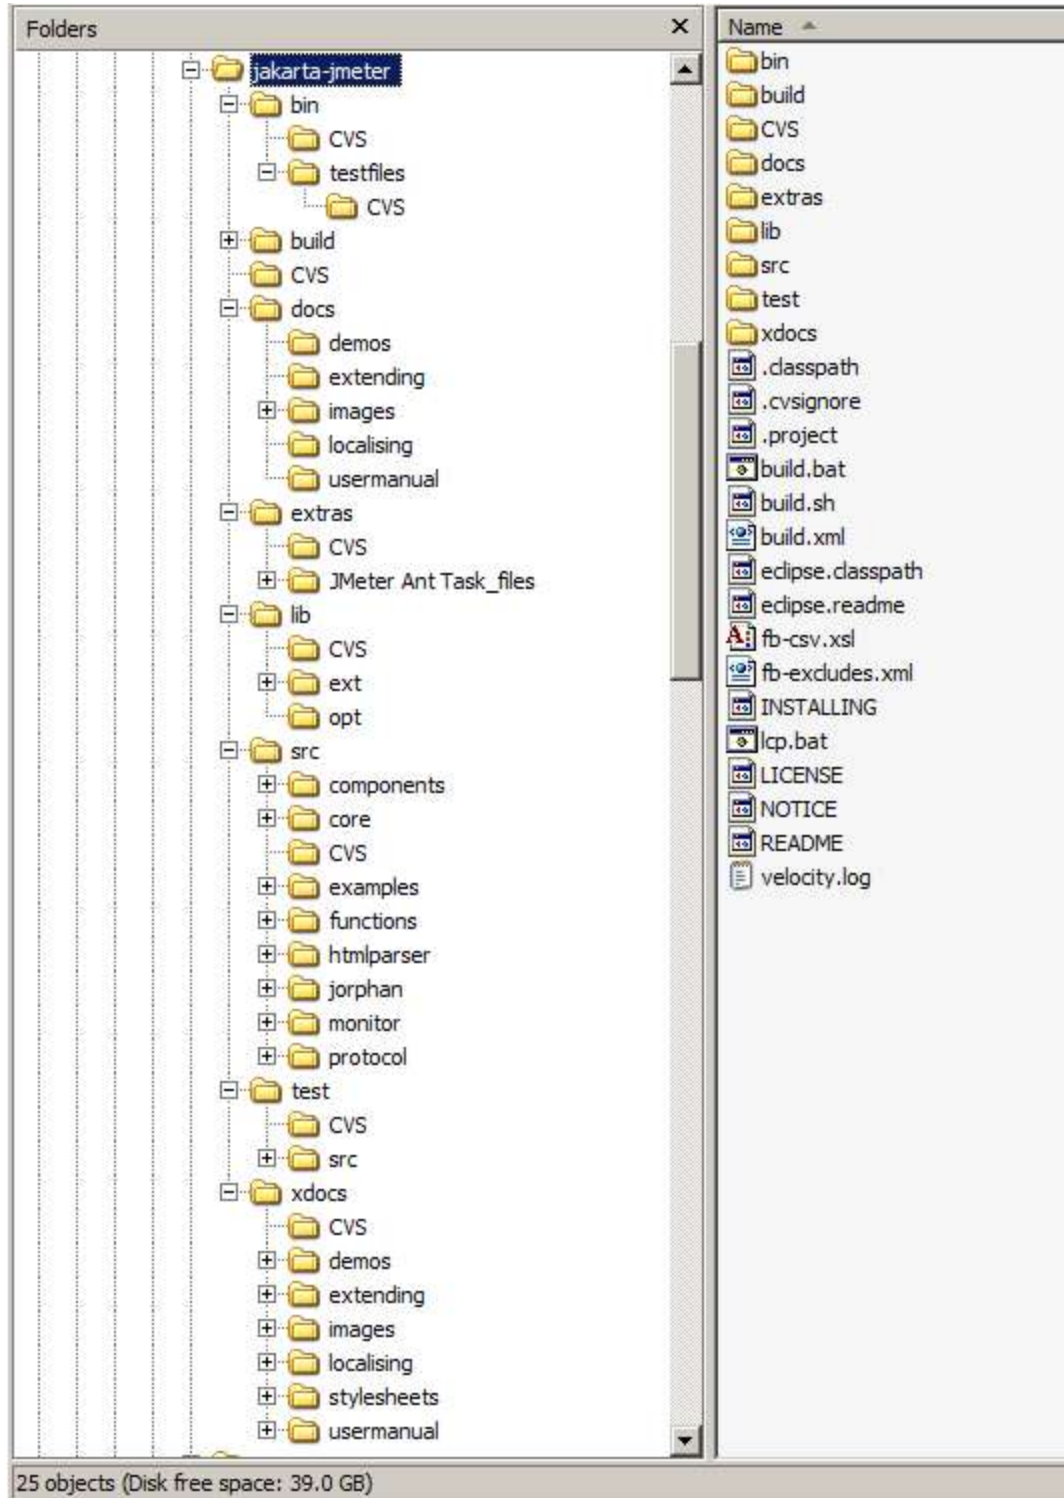 Folders
jakarta-jmeter
bin
CVS
testfiles
CVS
build
CVS
docs
demos
extending
images
localising
usermanual
extras
CVS
JMeter Ant Task_files
lib
CVS
ext
opt
src
components
core
CVS
examples
functions
htmlparser
jorphan
monitor
protocol
test
CVS
src
xdocs
CVS
demos
extending
images
localising
stylesheets
usermanual
Name
bin
build
CVS
docs
extras
lib
src
test
xdocs
.classpath
.cvsignore
.project
build.bat
build.sh
build.xml
eclipse.classpath
eclipse.readme
fb-csv.xsl
fb-excludes.xml
INSTALLING
lcp.bat
LICENSE
NOTICE
README
velocity.log
25 objects (Disk free space: 39.0 GB)